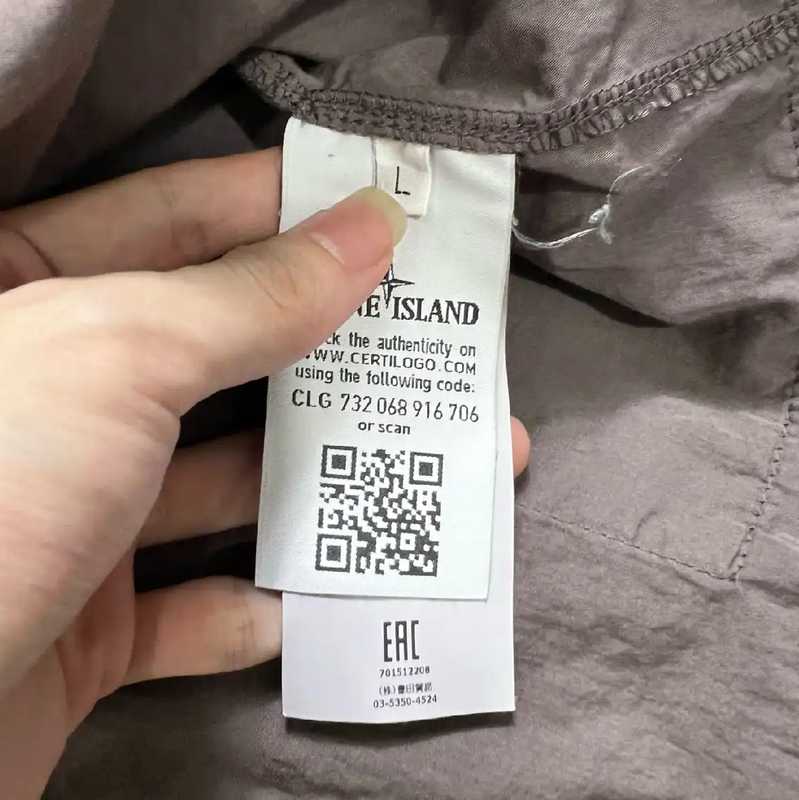 L
NE ISLAND
ck the authenticity on
WWW.CERTILOGO.COM
using the following code:
CLG 732 068 916 706
or scan
EAC
701512208
(株)豊田貿易
03-5350-4524